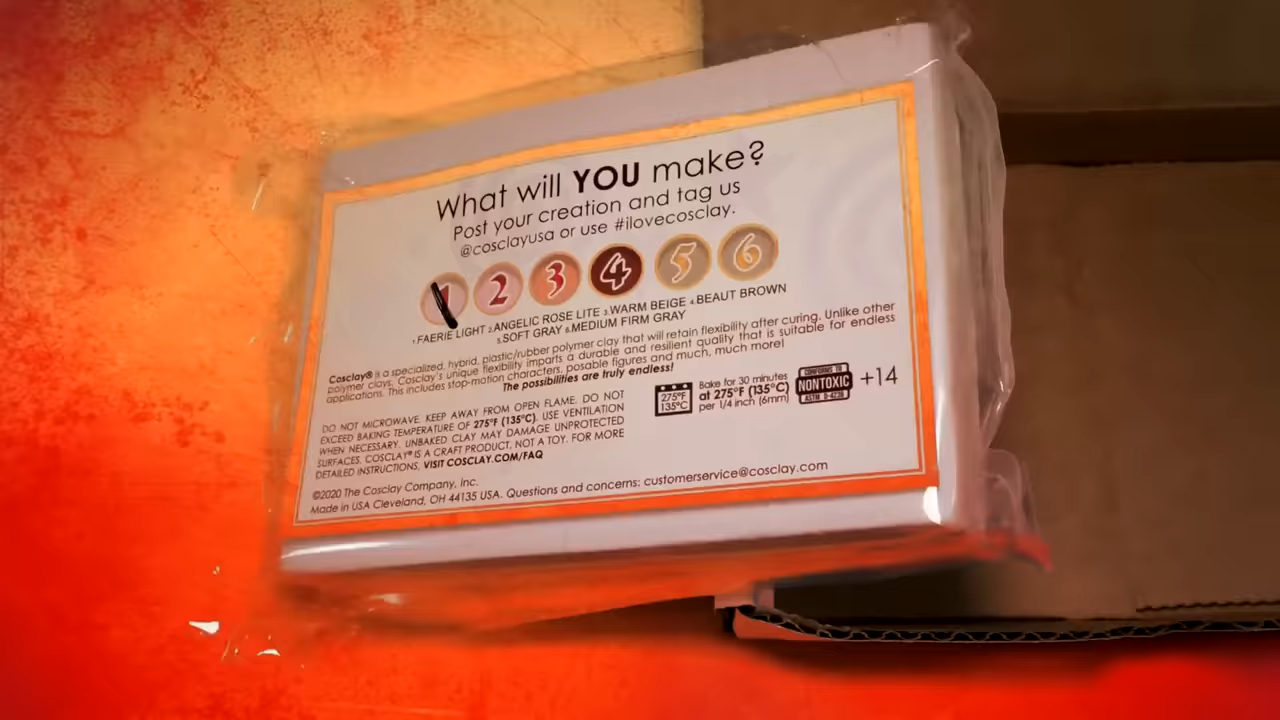 What will YOU make?
Post your creation and tag us
@cosclayusa or use #ilovecosclay.
1 2 3 4 5 6
1.FAERIE LIGHT 2.ANGELIC ROSE LITE 3.WARM BEIGE 4.BEAUT BROWN
5.SOFT GRAY 6.MEDIUM FIRM GRAY
Cosclay® is a specialized, hybrid, plastic/rubber polymer clay that will retain flexibility after curing. Unlike other
polymer clays, Cosclay's unique flexibility imparts a durable and resilient quality that is suitable for endless
applications. This includes stop-motion characters, posable figures and much, much more!
The possibilities are truly endless!
DO NOT MICROWAVE. KEEP AWAY FROM OPEN FLAME. DO NOT
EXCEED BAKING TEMPERATURE OF 275°F (135°C). USE VENTILATION
WHEN NECESSARY. UNBAKED CLAY MAY DAMAGE UNPROTECTED
SURFACES. COSCLAY® IS A CRAFT PRODUCT, NOT A TOY. FOR MORE
DETAILED INSTRUCTIONS, VISIT COSCLAY.COM/FAQ
275°F
135°C
Bake for 30 minutes
at 275°F (135°C)
per 1/4 inch (6mm)
CONFORMS TO
NONTOXIC
ASTM D-4236
+14
©2020 The Cosclay Company, Inc.
Made in USA Cleveland, OH 44135 USA. Questions and concerns: customerservice@cosclay.com